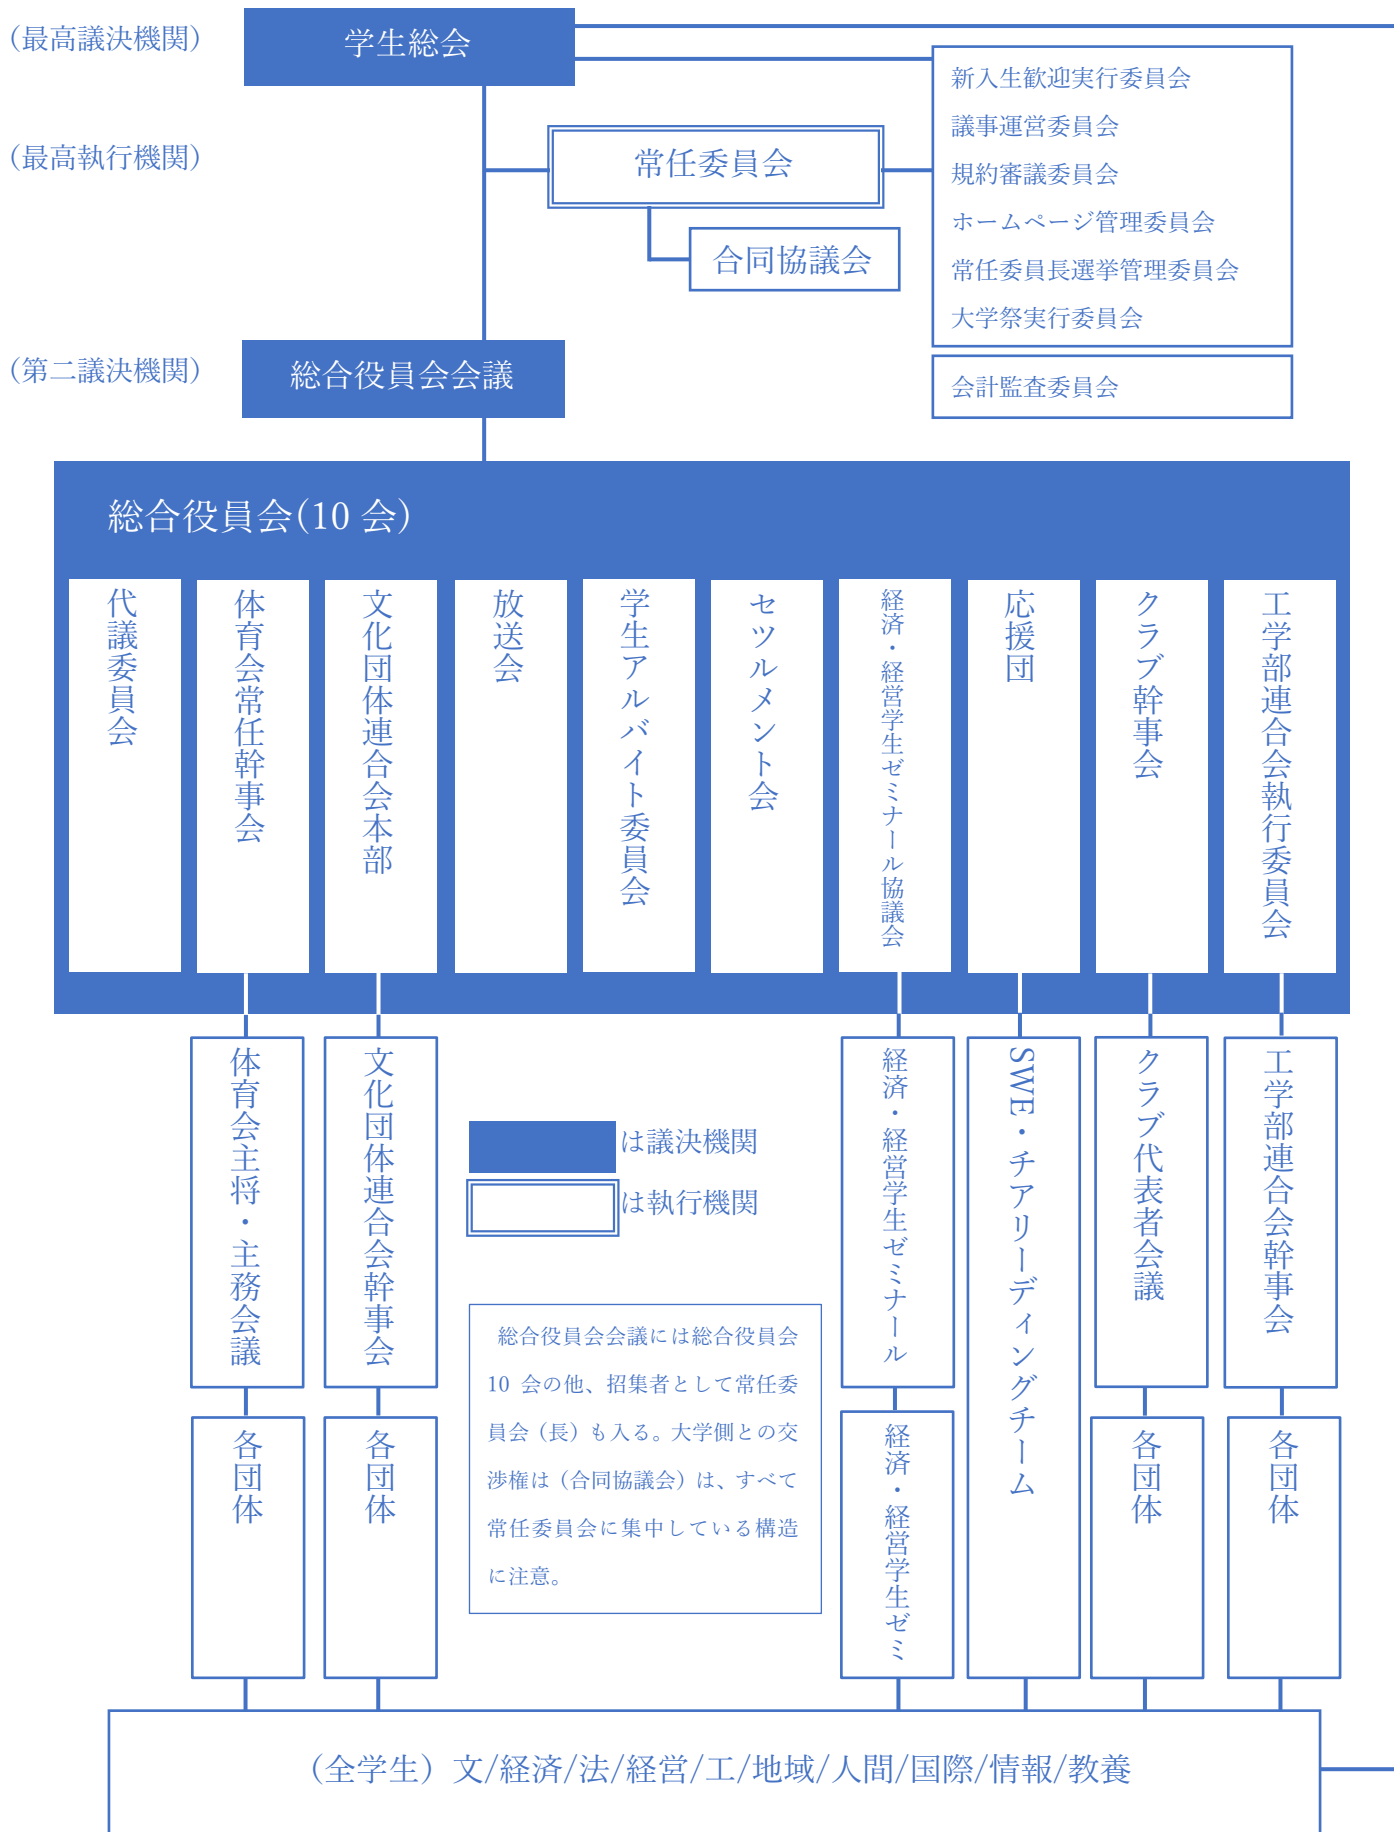 (最高議決機関)
学生総会
新入生歓迎実行委員会
議事運営委員会
規約審議委員会
ホームページ管理委員会
常任委員長選挙管理委員会
大学祭実行委員会
(最高執行機関)
常任委員会
合同協議会
(第二議決機関)
総合役員会会議
会計監査委員会
総合役員会(10 会)
代議委員会
体育会常任幹事会
文化団体連合会本部
放送会
学生アルバイト委員会
セツルメント会
経済・経営学生ゼミナール協議会
応援団
クラブ幹事会
工学部連合会執行委員会
体育会主将・主務会議
文化団体連合会幹事会
経済・経営学生ゼミナール
SWE・チアリーディングチーム
クラブ代表者会議
工学部連合会幹事会
は議決機関
は執行機関
総合役員会会議には総合役員会
10 会の他、招集者として常任委
員会(長)も入る。大学側との交
渉権は(合同協議会)は、すべて
常任委員会に集中している構造
に注意。
各団体
各団体
経済・経営学生ゼミ
各団体
各団体
(全学生) 文/経済/法/経営/工/地域/人間/国際/情報/教養